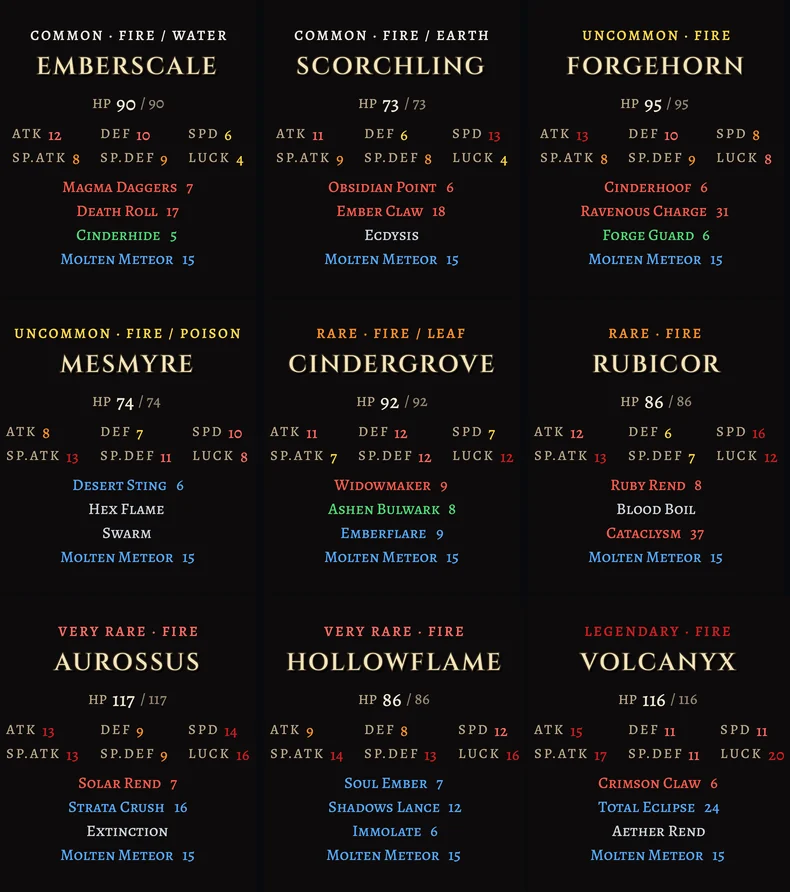 COMMON · FIRE / WATER
EMBERSCALE
HP 90 / 90
ATK 12 DEF 10 SPD 6
SP.ATK 8 SP.DEF 9 LUCK 4
MAGMA DAGGERS 7
DEATH ROLL 17
CINDERHIDE 5
MOLTEN METEOR 15
COMMON · FIRE / EARTH
SCORCHLING
HP 73 / 73
ATK 11 DEF 6 SPD 13
SP.ATK 9 SP.DEF 8 LUCK 4
OBSIDIAN POINT 6
EMBER CLAW 18
ECDYSIS
MOLTEN METEOR 15
UNCOMMON · FIRE
FORGEHORN
HP 95 / 95
ATK 13 DEF 10 SPD 8
SP.ATK 8 SP.DEF 9 LUCK 8
CINDERHOOF 6
RAVENOUS CHARGE 31
FORGE GUARD 6
MOLTEN METEOR 15
UNCOMMON · FIRE / POISON
MESMYRE
HP 74 / 74
ATK 8 DEF 7 SPD 10
SP.ATK 13 SP.DEF 11 LUCK 8
DESERT STING 6
HEX FLAME
SWARM
MOLTEN METEOR 15
RARE · FIRE / LEAF
CINDERGROVE
HP 92 / 92
ATK 11 DEF 12 SPD 7
SP.ATK 7 SP.DEF 12 LUCK 12
WIDOWMAKER 9
ASHEN BULWARK 8
EMBERFLARE 9
MOLTEN METEOR 15
RARE · FIRE
RUBICOR
HP 86 / 86
ATK 12 DEF 6 SPD 16
SP.ATK 13 SP.DEF 7 LUCK 12
RUBY REND 8
BLOOD BOIL
CATACLYSM 37
MOLTEN METEOR 15
VERY RARE · FIRE
AUROSSUS
HP 117 / 117
ATK 13 DEF 9 SPD 14
SP.ATK 13 SP.DEF 9 LUCK 16
SOLAR REND 7
STRATA CRUSH 16
EXTINCTION
MOLTEN METEOR 15
VERY RARE · FIRE
HOLLOWFLAME
HP 86 / 86
ATK 9 DEF 8 SPD 12
SP.ATK 14 SP.DEF 13 LUCK 16
SOUL EMBER 7
SHADOWS LANCE 12
IMMOLATE 6
MOLTEN METEOR 15
LEGENDARY · FIRE
VOLCANYX
HP 116 / 116
ATK 15 DEF 11 SPD 11
SP.ATK 17 SP.DEF 11 LUCK 20
CRIMSON CLAW 6
TOTAL ECLIPSE 24
AETHER REND
MOLTEN METEOR 15